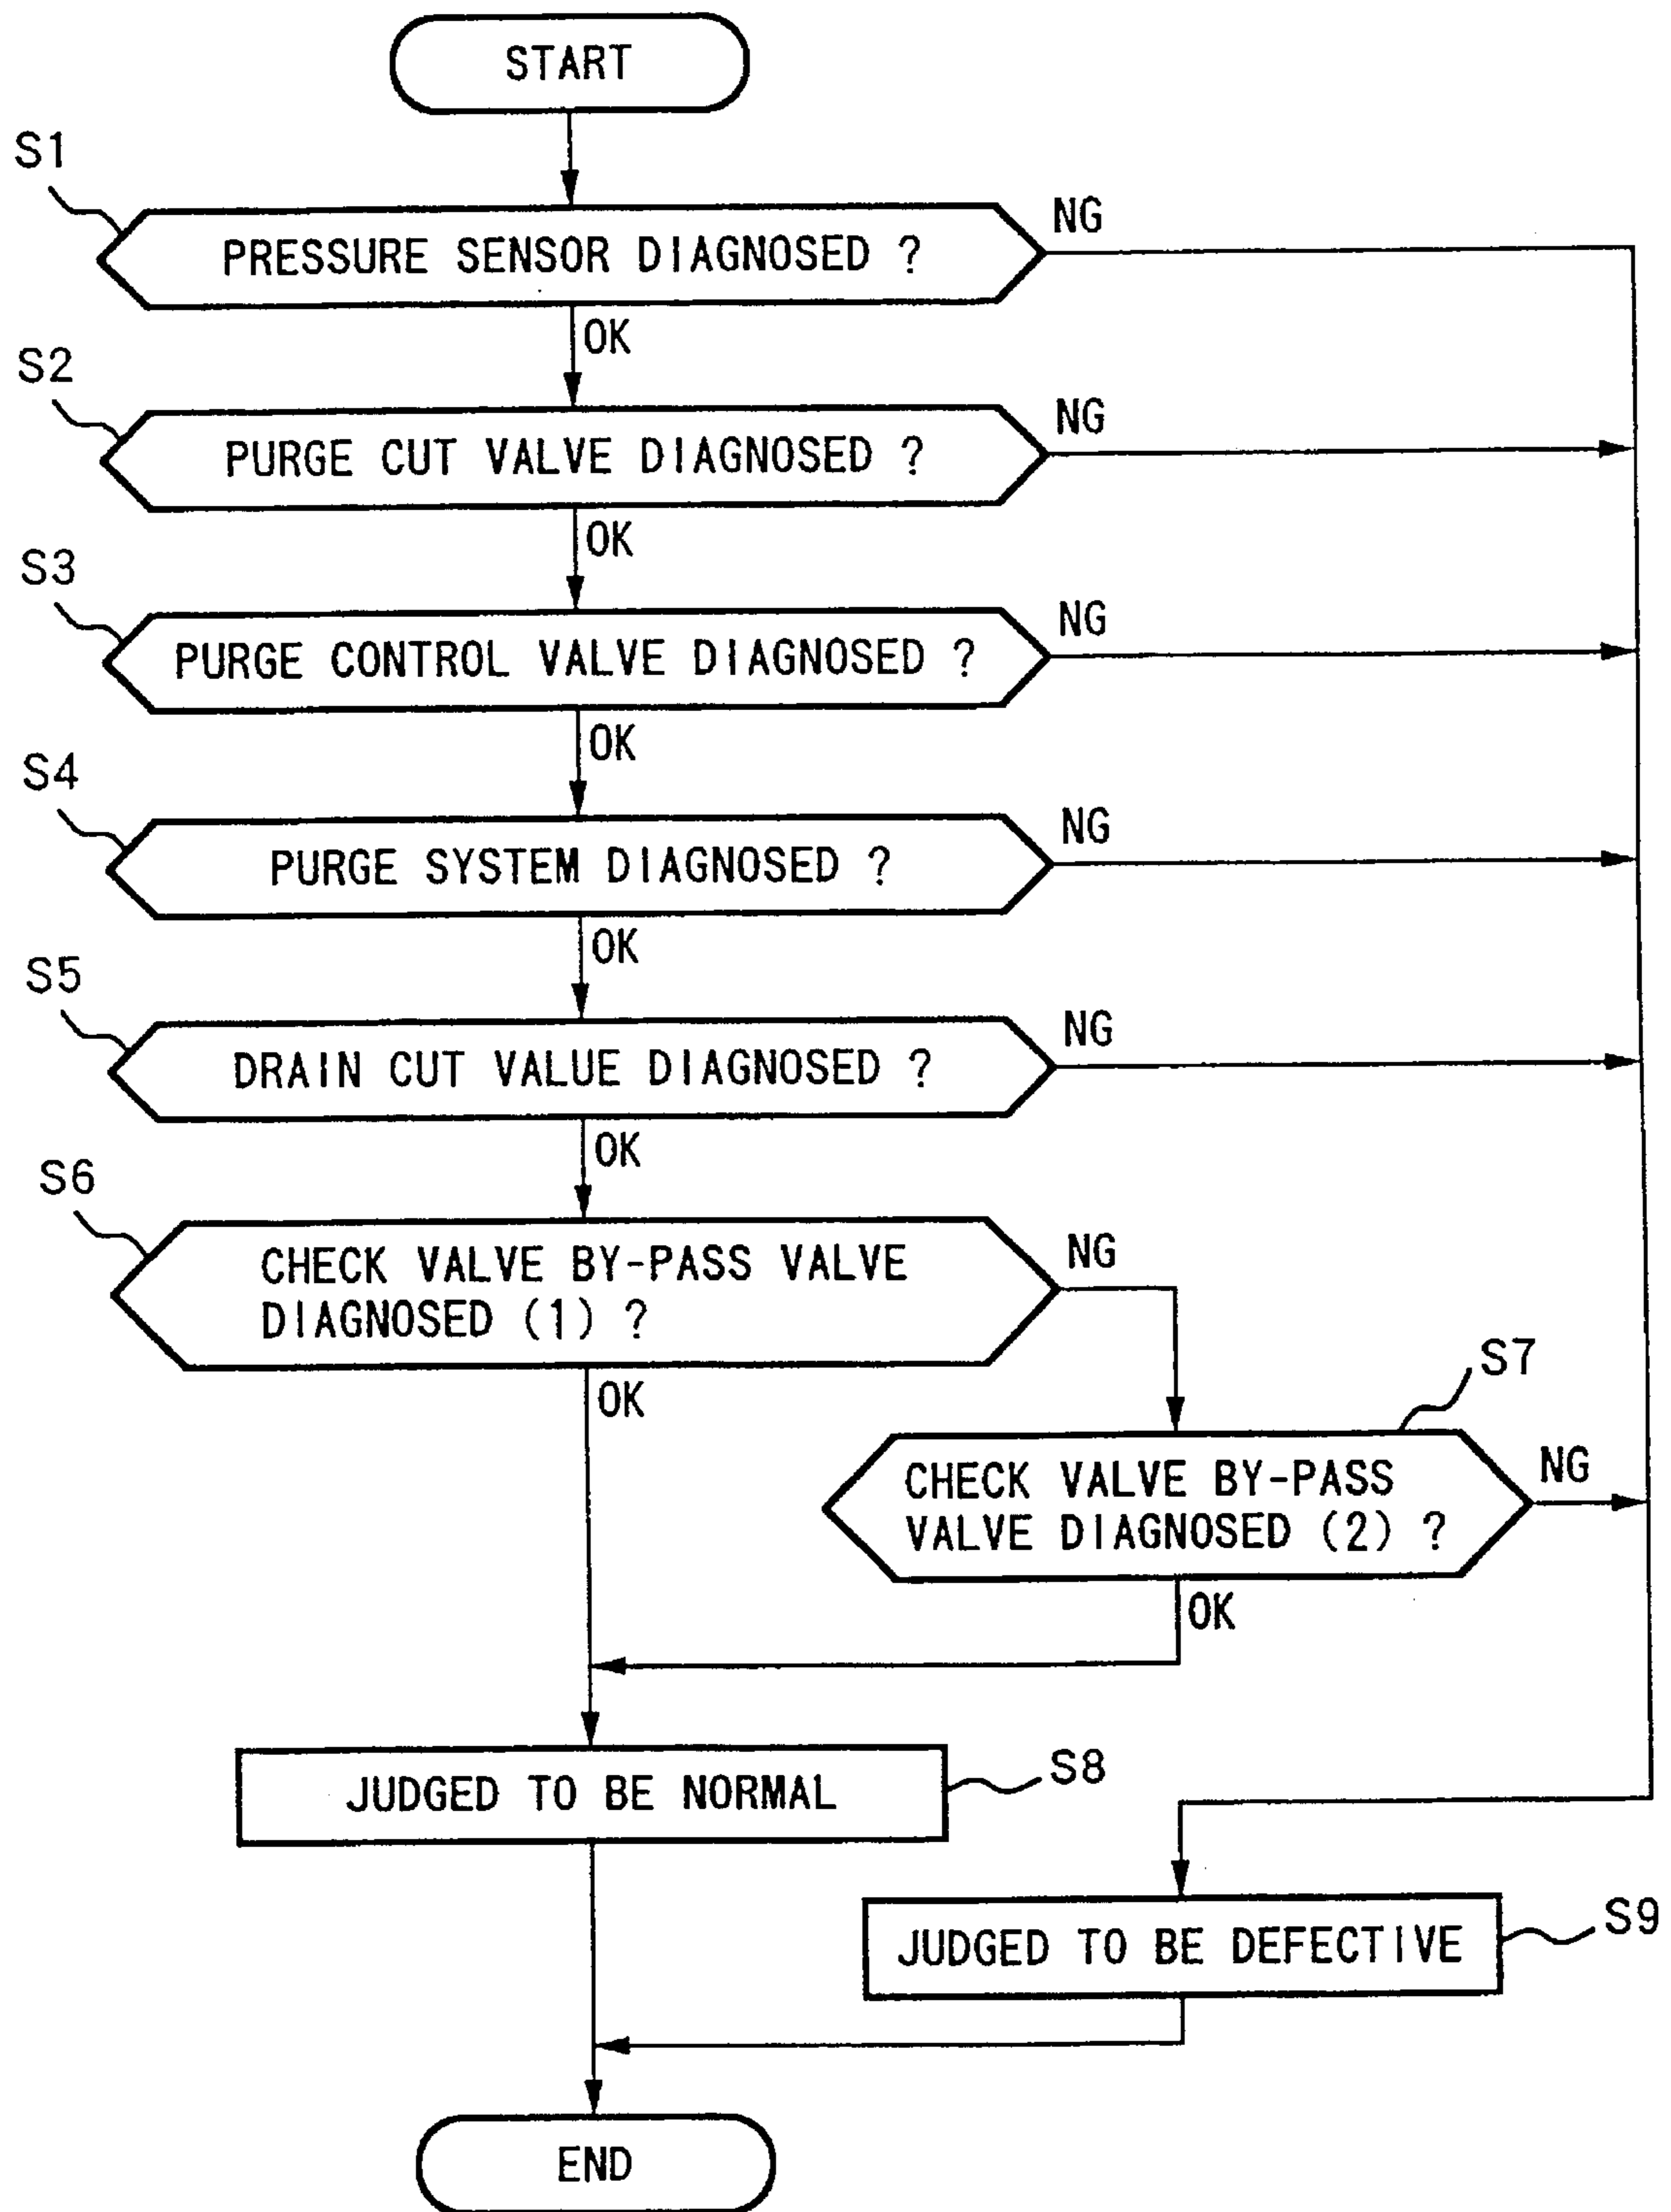 START
S1
PRESSURE SENSOR DIAGNOSED ?
NG
OK
S2
PURGE CUT VALVE DIAGNOSED ?
NG
OK
S3
PURGE CONTROL VALVE DIAGNOSED ?
NG
OK
S4
PURGE SYSTEM DIAGNOSED ?
NG
OK
S5
DRAIN CUT VALUE DIAGNOSED ?
NG
OK
S6
CHECK VALVE BY-PASS VALVE
DIAGNOSED (1) ?
NG
OK
S7
CHECK VALVE BY-PASS
VALVE DIAGNOSED (2) ?
NG
OK
JUDGED TO BE NORMAL
S8
JUDGED TO BE DEFECTIVE
S9
END